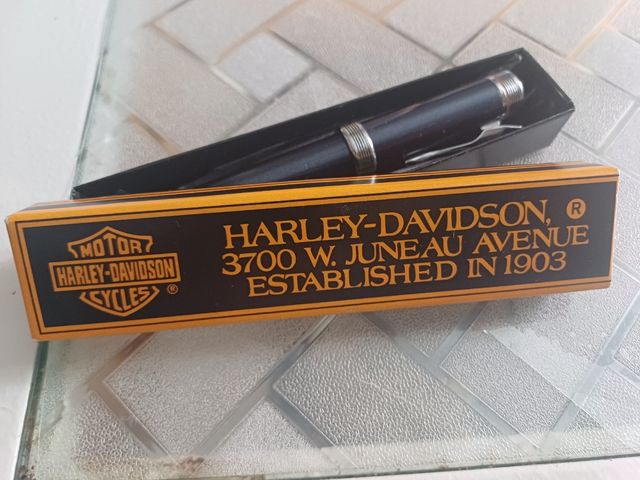 MOTOR
HARLEY-DAVIDSON
CYCLES ®
HARLEY-DAVIDSON, ®
3700 W. JUNEAU AVENUE
ESTABLISHED IN 1903